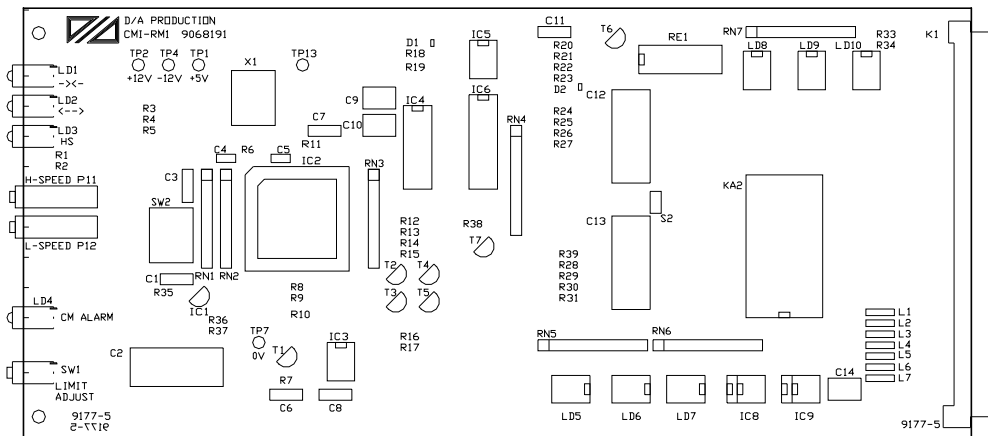 D/A PRODUCTION
CMI-RM1 9068191
TP2 TP4 TP1
+12V -12V +5V
TP13
X1
LD1
-><-
LD2
<-->
LD3
HS
R1
R2
R3
R4
R5
H-SPEED P11
L-SPEED P12
C3
SW2
C4
R6
C5
IC2
R11
C7
C9
C10
RN3
D1
R18
R19
IC4
IC5
IC6
RN4
C11
R20
R21
R22
R23
D2
T6
RE1
C12
R24
R25
R26
R27
RN7
LD8 LD9 LD10
R33
R34
K1
KA2
S2
C13
R38
T7
R12
R13
R14
R15
T2 T4
T3 T5
C1
R35
RN1 RN2
IC1
R8
R9
R10
R36
R37
R39
R28
R29
R30
R31
LD4
CM ALARM
TP7
0V
T1
IC3
R16
R17
RN5
RN6
L1
L2
L3
L4
L5
L6
L7
C2
SW1
LIMIT
ADJUST
R7
C6
C8
LD5 LD6 LD7 IC8 IC9
C14
9177-5
9177-5
9177-5